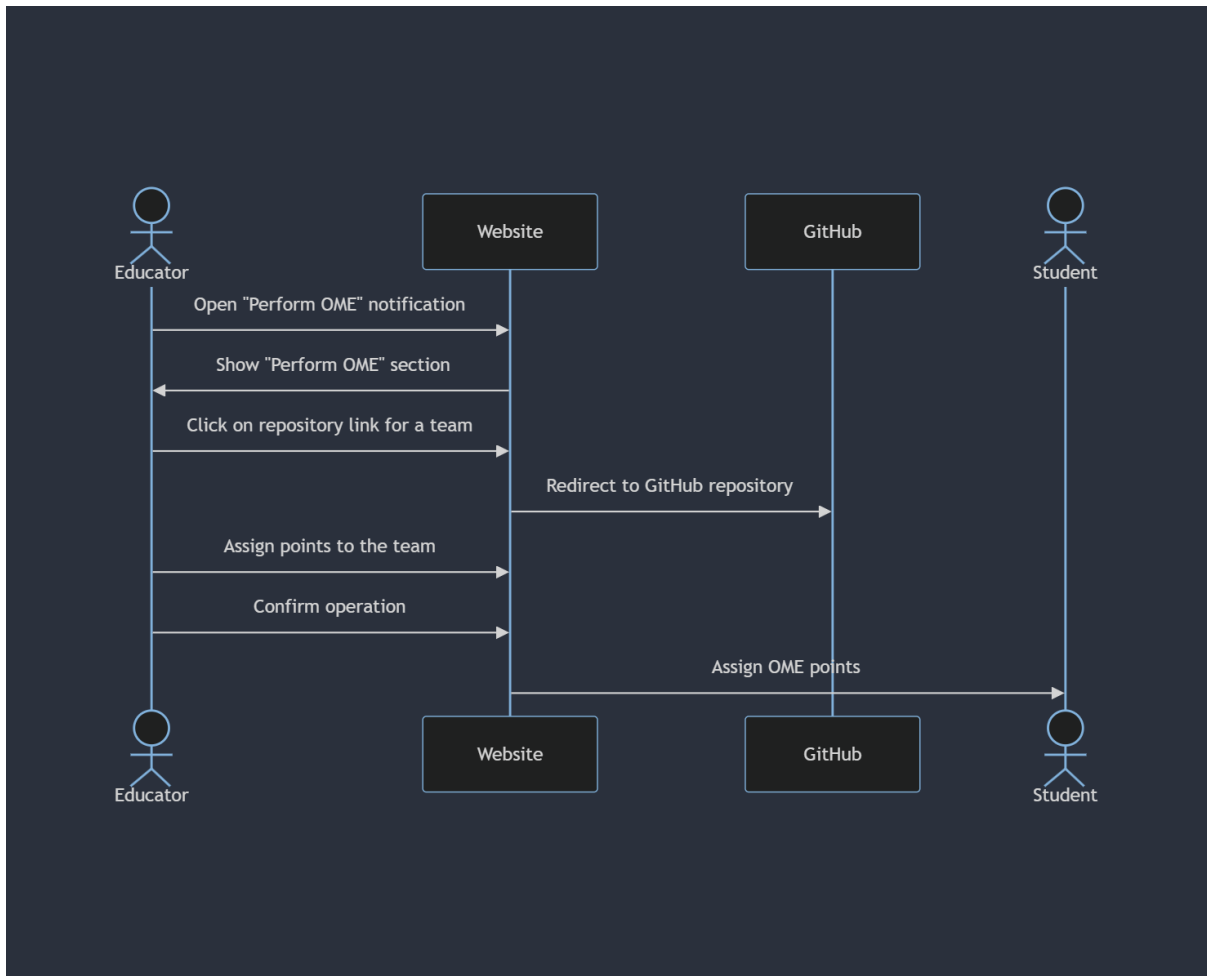 Educator
Website
GitHub
Student
Open "Perform OME" notification
Show "Perform OME" section
Click on repository link for a team
Redirect to GitHub repository
Assign points to the team
Confirm operation
Assign OME points
Educator
Website
GitHub
Student